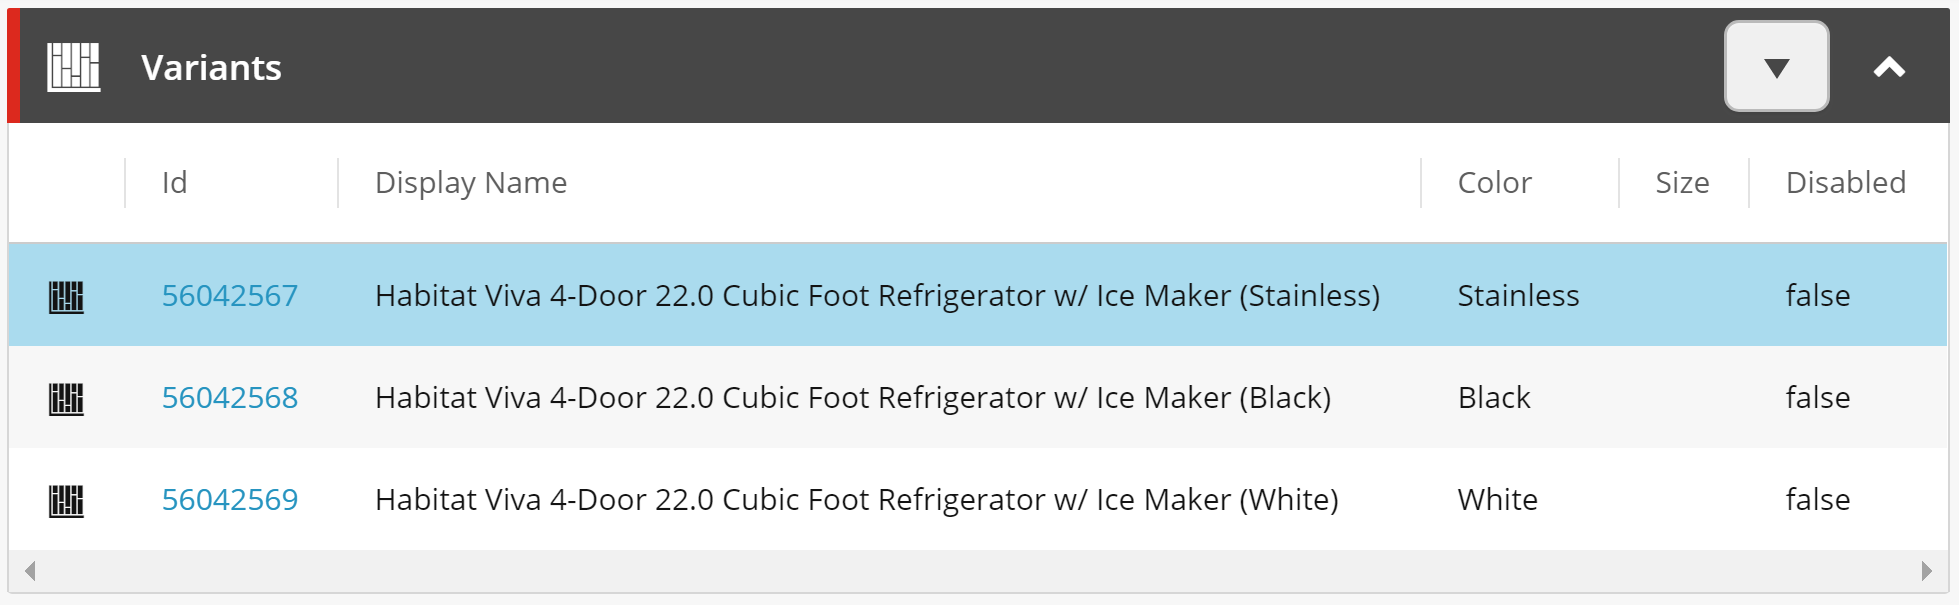 Variants
Id Display Name Color Size Disabled
56042567 Habitat Viva 4-Door 22.0 Cubic Foot Refrigerator w/ Ice Maker (Stainless) Stainless false
56042568 Habitat Viva 4-Door 22.0 Cubic Foot Refrigerator w/ Ice Maker (Black) Black false
56042569 Habitat Viva 4-Door 22.0 Cubic Foot Refrigerator w/ Ice Maker (White) White false